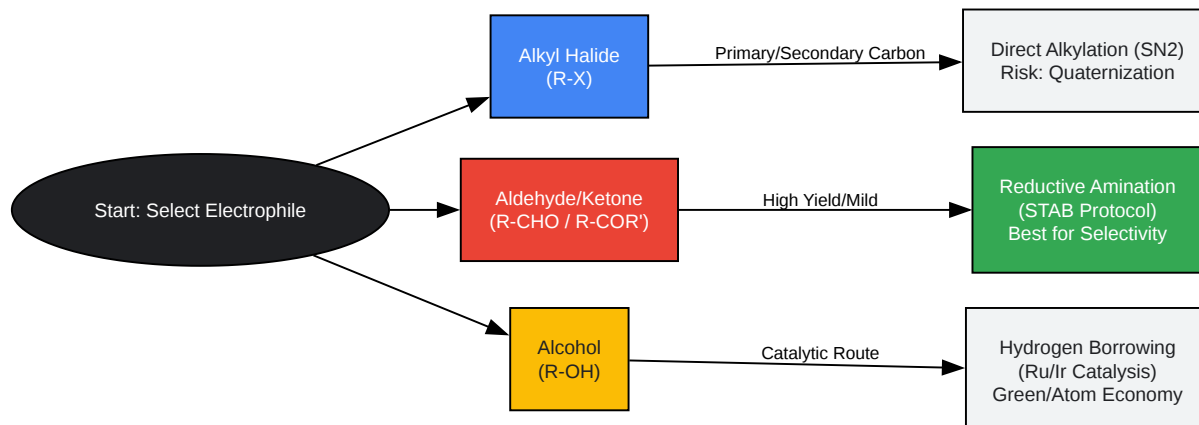 Start: Select Electrophile
Alkyl Halide
(R-X)
Primary/Secondary Carbon
Direct Alkylation (SN2)
Risk: Quaternization
Aldehyde/Ketone
(R-CHO / R-COR')
High Yield/Mild
Reductive Amination
(STAB Protocol)
Best for Selectivity
Alcohol
(R-OH)
Catalytic Route
Hydrogen Borrowing
(Ru/Ir Catalysis)
Green/Atom Economy